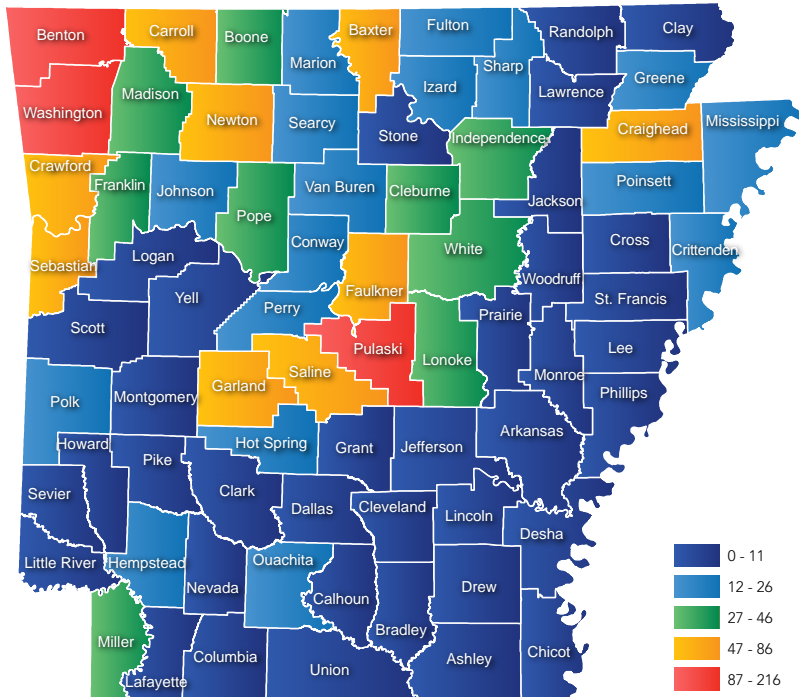 Benton
Carroll
Boone
Marion
Baxter
Fulton
Sharp
Randolph
Clay
Washington
Madison
Newton
Searcy
Stone
Izard
Lawrence
Greene
Independence
Craighead
Mississippi
Crawford
Franklin
Johnson
Pope
Van Buren
Cleburne
Jackson
Poinsett
Sebastian
Logan
Conway
White
Woodruff
Cross
Crittenden
Scott
Yell
Perry
Faulkner
Prairie
St. Francis
Pulaski
Lonoke
Monroe
Lee
Phillips
Polk
Montgomery
Garland
Saline
Howard
Pike
Hot Spring
Grant
Jefferson
Arkansas
Sevier
Clark
Dallas
Cleveland
Lincoln
Desha
Little River
Hempstead
Nevada
Ouachita
Calhoun
Bradley
Drew
Miller
Lafayette
Columbia
Union
Ashley
Chicot
0 - 11
12 - 26
27 - 46
47 - 86
87 - 216